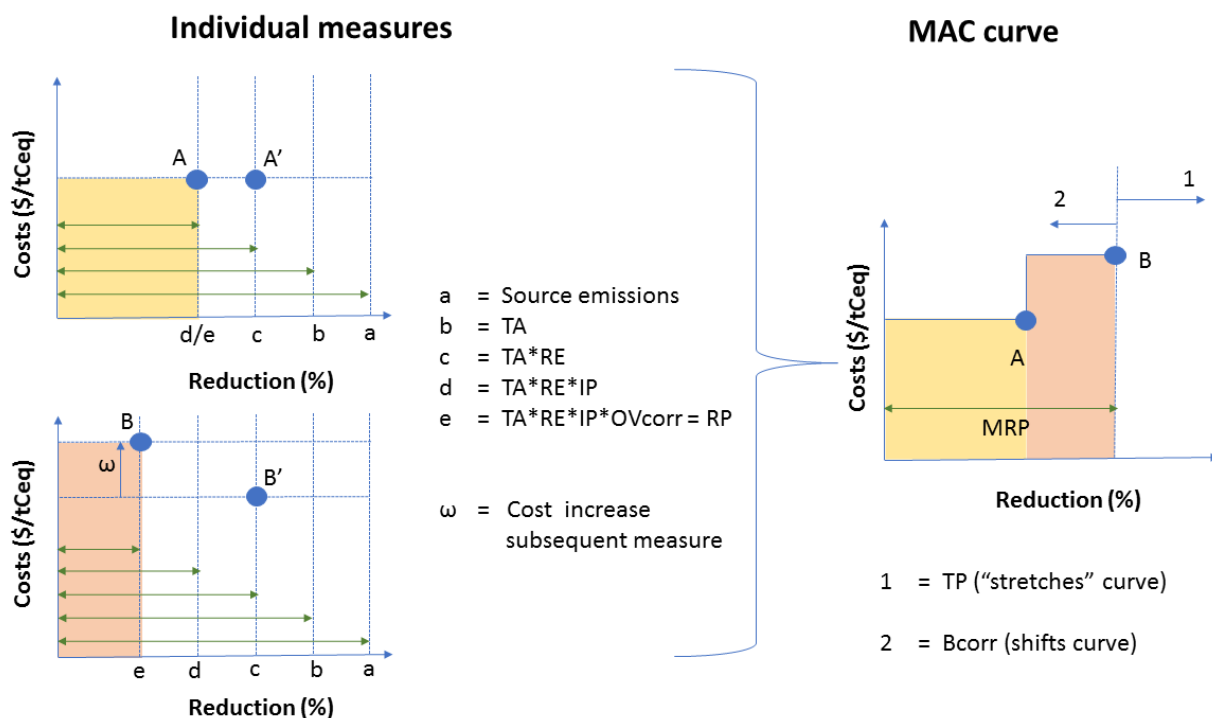 Individual measures
MAC curve
Costs ($/tCeq)
A
A'
d/e
c
b
a
Reduction (%)
Costs ($/tCeq)
B
ω
B'
e
d
c
b
a
Reduction (%)
a = Source emissions
b = TA
c = TA*RE
d = TA*RE*IP
e = TA*RE*IP*OVcorr = RP
ω = Cost increase
subsequent measure
Costs ($/tCeq)
1
2
B
A
MRP
Reduction (%)
1 = TP (“stretches” curve)
2 = Bcorr (shifts curve)